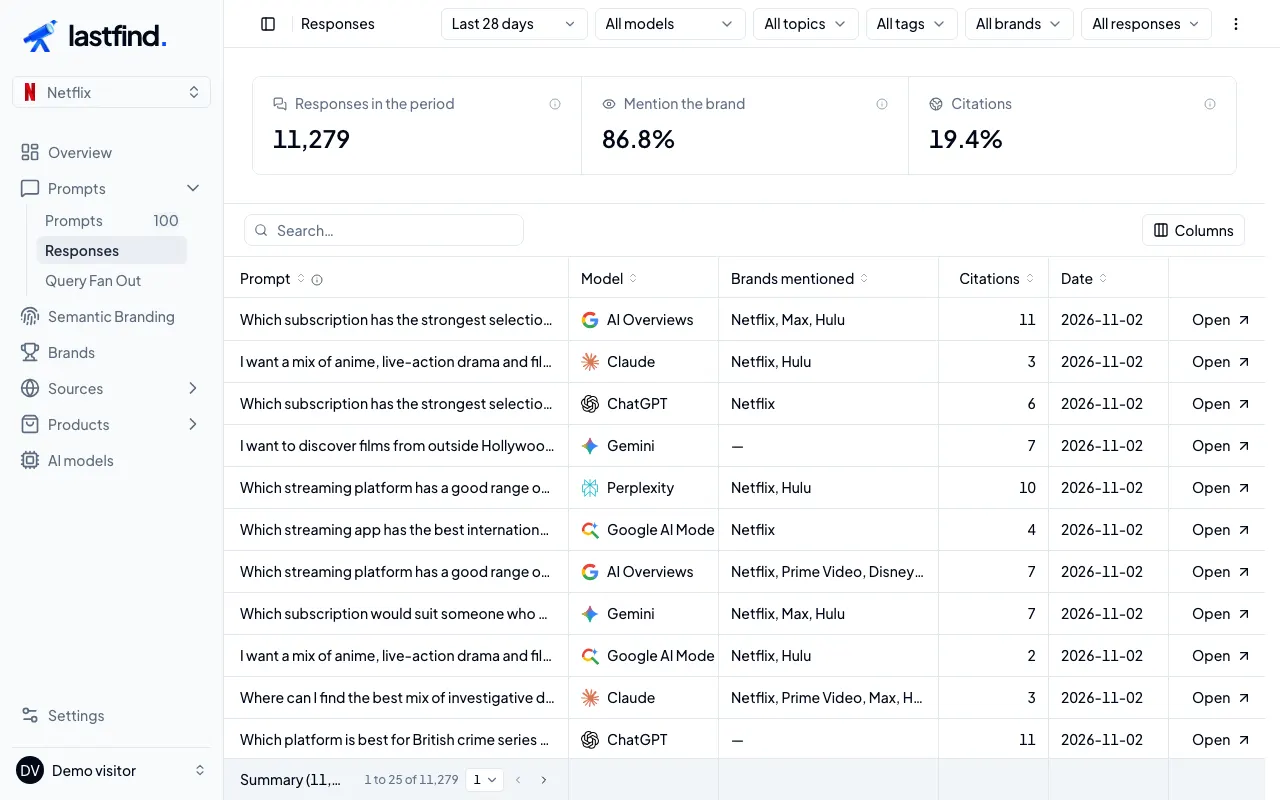 lastfind.
Responses
Last 28 days
All models
All topics
All tags
All brands
All responses
Netflix
Overview
Prompts
Prompts 100
Responses
Query Fan Out
Semantic Branding
Brands
Sources
Products
AI models
Settings
DV Demo visitor
Responses in the period
11,279
Mention the brand
86.8%
Citations
19.4%
Search...
Columns
Prompt Model Brands mentioned Citations Date
Which subscription has the strongest selectio... AI Overviews Netflix, Max, Hulu 11 2026-11-02 Open
I want a mix of anime, live-action drama and fil... Claude Netflix, Hulu 3 2026-11-02 Open
Which subscription has the strongest selectio... ChatGPT Netflix 6 2026-11-02 Open
I want to discover films from outside Hollywoo... Gemini — 7 2026-11-02 Open
Which streaming platform has a good range o... Perplexity Netflix, Hulu 10 2026-11-02 Open
Which streaming app has the best internation... Google AI Mode Netflix 4 2026-11-02 Open
Which streaming platform has a good range o... AI Overviews Netflix, Prime Video, Disney... 7 2026-11-02 Open
Which subscription would suit someone who ... Gemini Netflix, Max, Hulu 7 2026-11-02 Open
I want a mix of anime, live-action drama and fil... Google AI Mode Netflix, Hulu 2 2026-11-02 Open
Where can I find the best mix of investigative d... Claude Netflix, Prime Video, Max, H... 3 2026-11-02 Open
Which platform is best for British crime series ... ChatGPT — 11 2026-11-02 Open
Summary (11,... 1 to 25 of 11,279 1